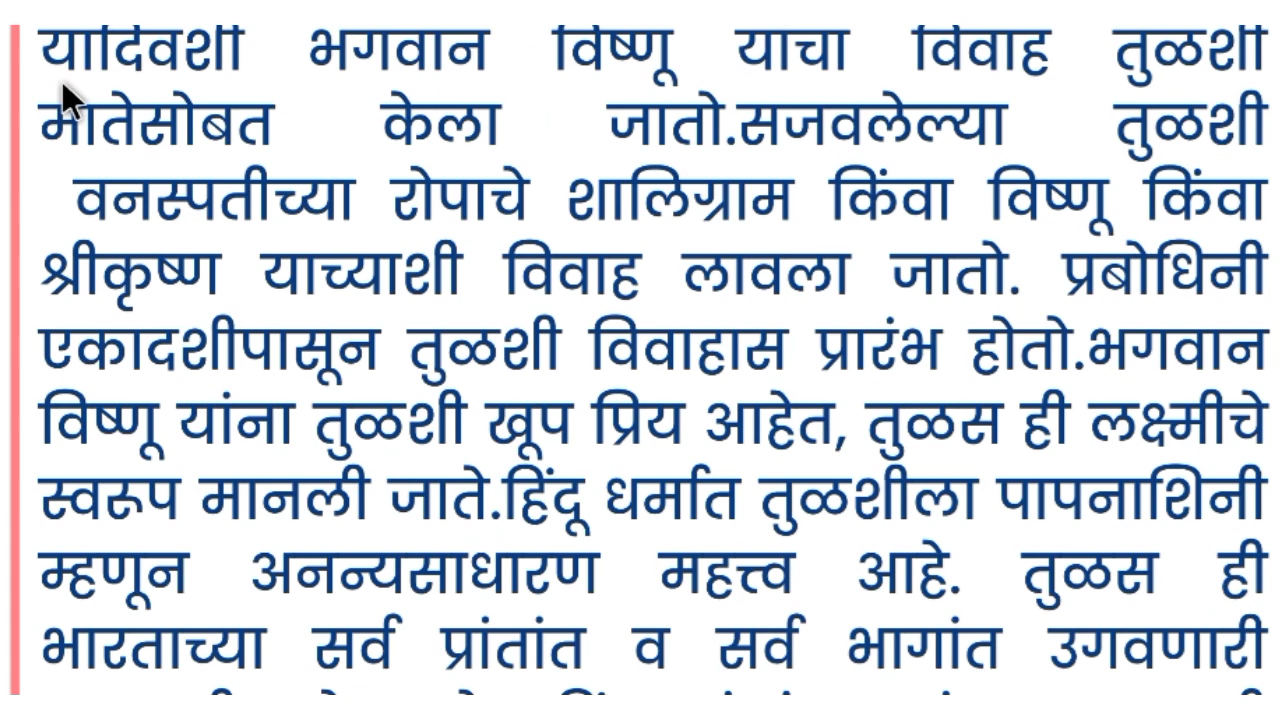 यादिवशी भगवान विष्णू याचा विवाह तुळशी
मातेसोबत केला जातो.सजवलेल्या तुळशी
वनस्पतीच्या रोपाचे शालिग्राम किंवा विष्णू किंवा
श्रीकृष्ण याच्याशी विवाह लावला जातो. प्रबोधिनी
एकादशीपासून तुळशी विवाहास प्रारंभ होतो.भगवान
विष्णू यांना तुळशी खूप प्रिय आहेत, तुळस ही लक्ष्मीचे
स्वरूप मानली जाते.हिंदू धर्मात तुळशीला पापनाशिनी
म्हणून अनन्यसाधारण महत्त्व आहे. तुळस ही
भारताच्या सर्व प्रांतांत व सर्व भागांत उगवणारी